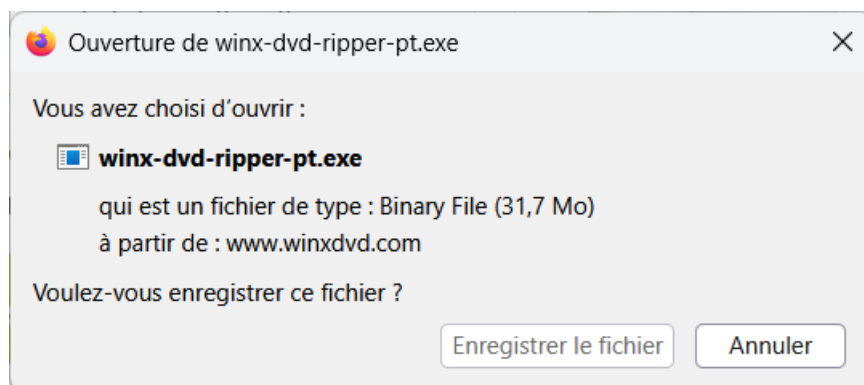 Ouverture de winx-dvd-ripper-pt.exe
Vous avez choisi d’ouvrir :
winx-dvd-ripper-pt.exe
qui est un fichier de type : Binary File (31,7 Mo)
à partir de : www.winxdvd.com
Voulez-vous enregistrer ce fichier ?
Enregistrer le fichier Annuler